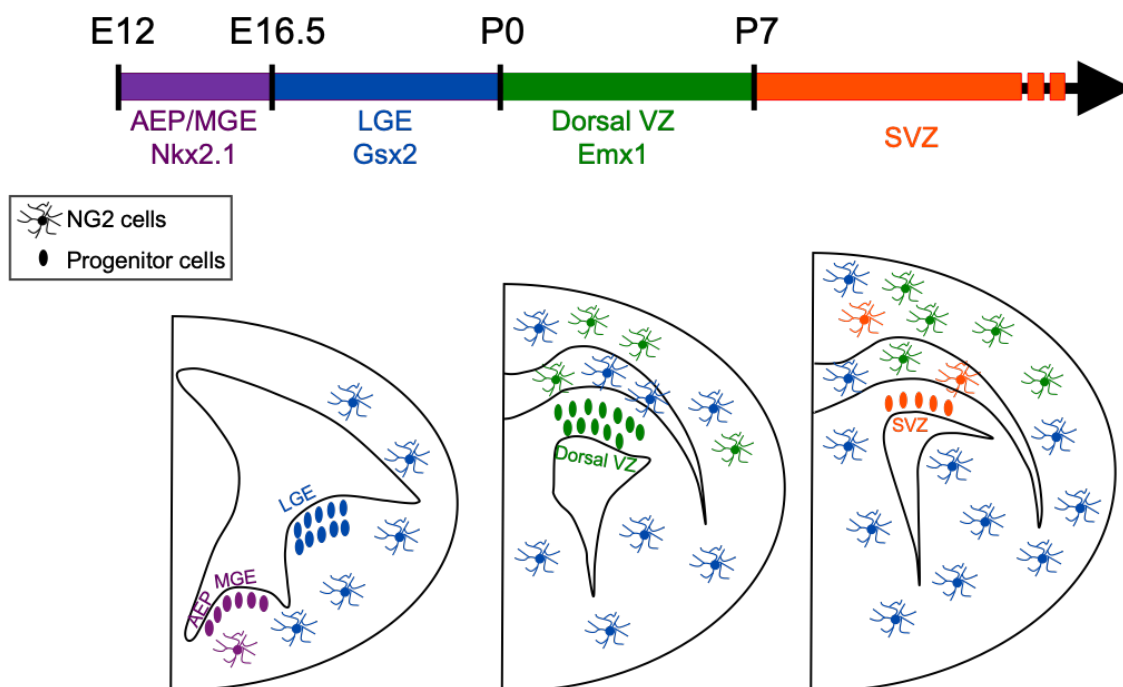 E12 E16.5 P0 P7
AEP/MGE LGE Dorsal VZ SVZ
Nkx2.1 Gsx2 Emx1
NG2 cells
Progenitor cells
LGE
AEP MGE
Dorsal VZ
SVZ